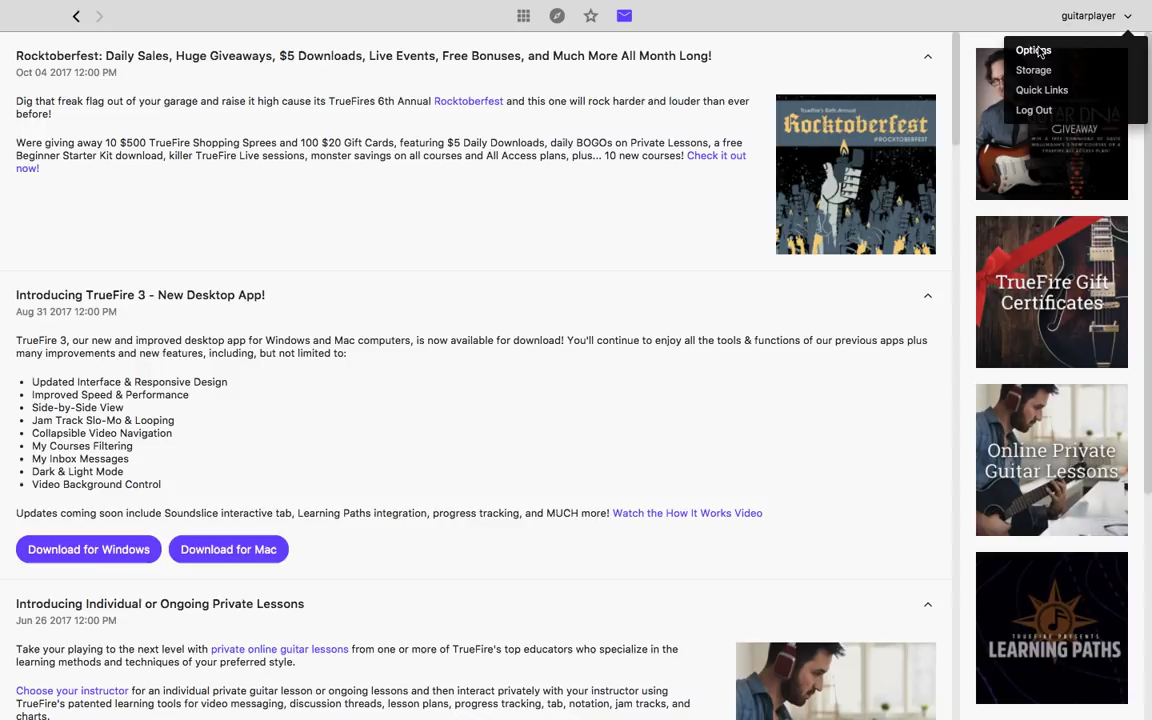 guitarplayer
Options
Storage
Quick Links
Log Out
Rocktoberfest: Daily Sales, Huge Giveaways, $5 Downloads, Live Events, Free Bonuses, and Much More All Month Long!
Oct 04 2017 12:00 PM
Dig that freak flag out of your garage and raise it high cause its TrueFires 6th Annual Rocktoberfest and this one will rock harder and louder than ever
before!
Were giving away 10 $500 TrueFire Shopping Sprees and 100 $20 Gift Cards, featuring $5 Daily Downloads, daily BOGOs on Private Lessons, a free
Beginner Starter Kit download, killer TrueFire Live sessions, monster savings on all courses and All Access plans, plus... 10 new courses! Check it out
now!
TrueFire's Sixth Annual
Rocktoberfest
#ROCKTOBERFEST
GIVEAWAY
Introducing TrueFire 3 - New Desktop App!
Aug 31 2017 12:00 PM
TrueFire 3, our new and improved desktop app for Windows and Mac computers, is now available for download! You'll continue to enjoy all the tools & functions of our previous apps plus
many improvements and new features, including, but not limited to:
Updated Interface & Responsive Design
Improved Speed & Performance
Side-by-Side View
Jam Track Slo-Mo & Looping
Collapsible Video Navigation
My Courses Filtering
My Inbox Messages
Dark & Light Mode
Video Background Control
Updates coming soon include Soundslice interactive tab, Learning Paths integration, progress tracking, and MUCH more! Watch the How It Works Video
Download for Windows
Download for Mac
TrueFire Gift
Certificates
Online Private
Guitar Lessons
Introducing Individual or Ongoing Private Lessons
Jun 26 2017 12:00 PM
Take your playing to the next level with private online guitar lessons from one or more of TrueFire's top educators who specialize in the
learning methods and techniques of your preferred style.
Choose your instructor for an individual private guitar lesson or ongoing lessons and then interact privately with your instructor using
TrueFire's patented learning tools for video messaging, discussion threads, lesson plans, progress tracking, tab, notation, jam tracks, and
charts.
TRUEFIRE PRESENTS
LEARNING PATHS